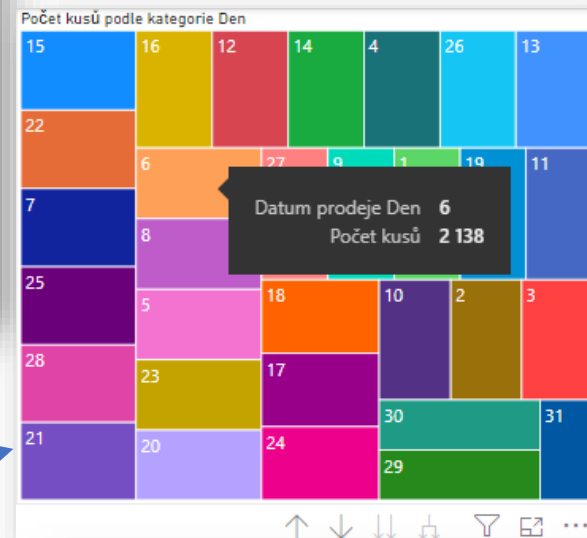 Počet kusů podle kategorie Den
15 16 12 14 4 26 13
22
6 27 9 1 19 11
7
Datum prodeje Den 6
Počet kusů 2 138
8
25
5 18 10 2 3
28
23 17
30 31
21
20 24
29